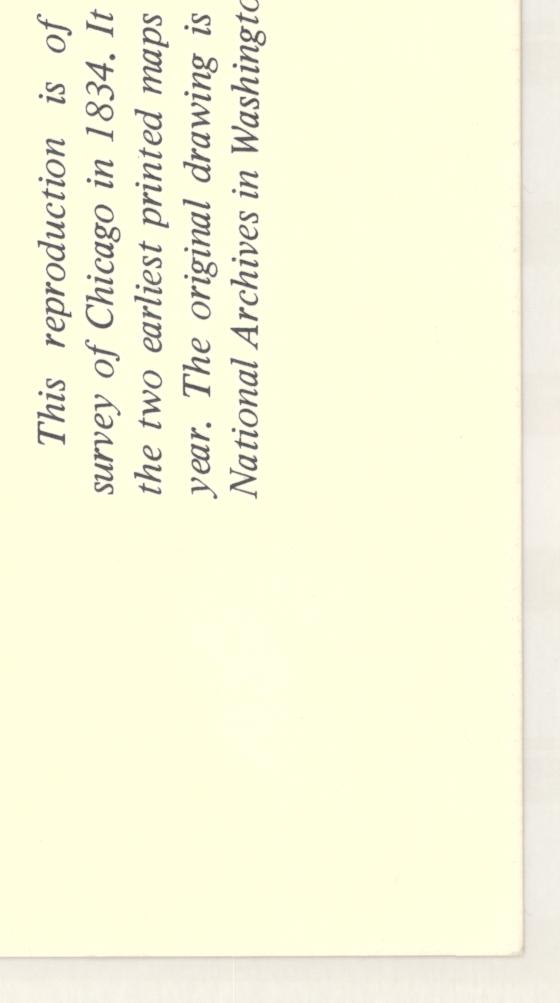 This reproduction is of
survey of Chicago in 1834. It
the two earliest printed maps
year. The original drawing is
National Archives in Washingto